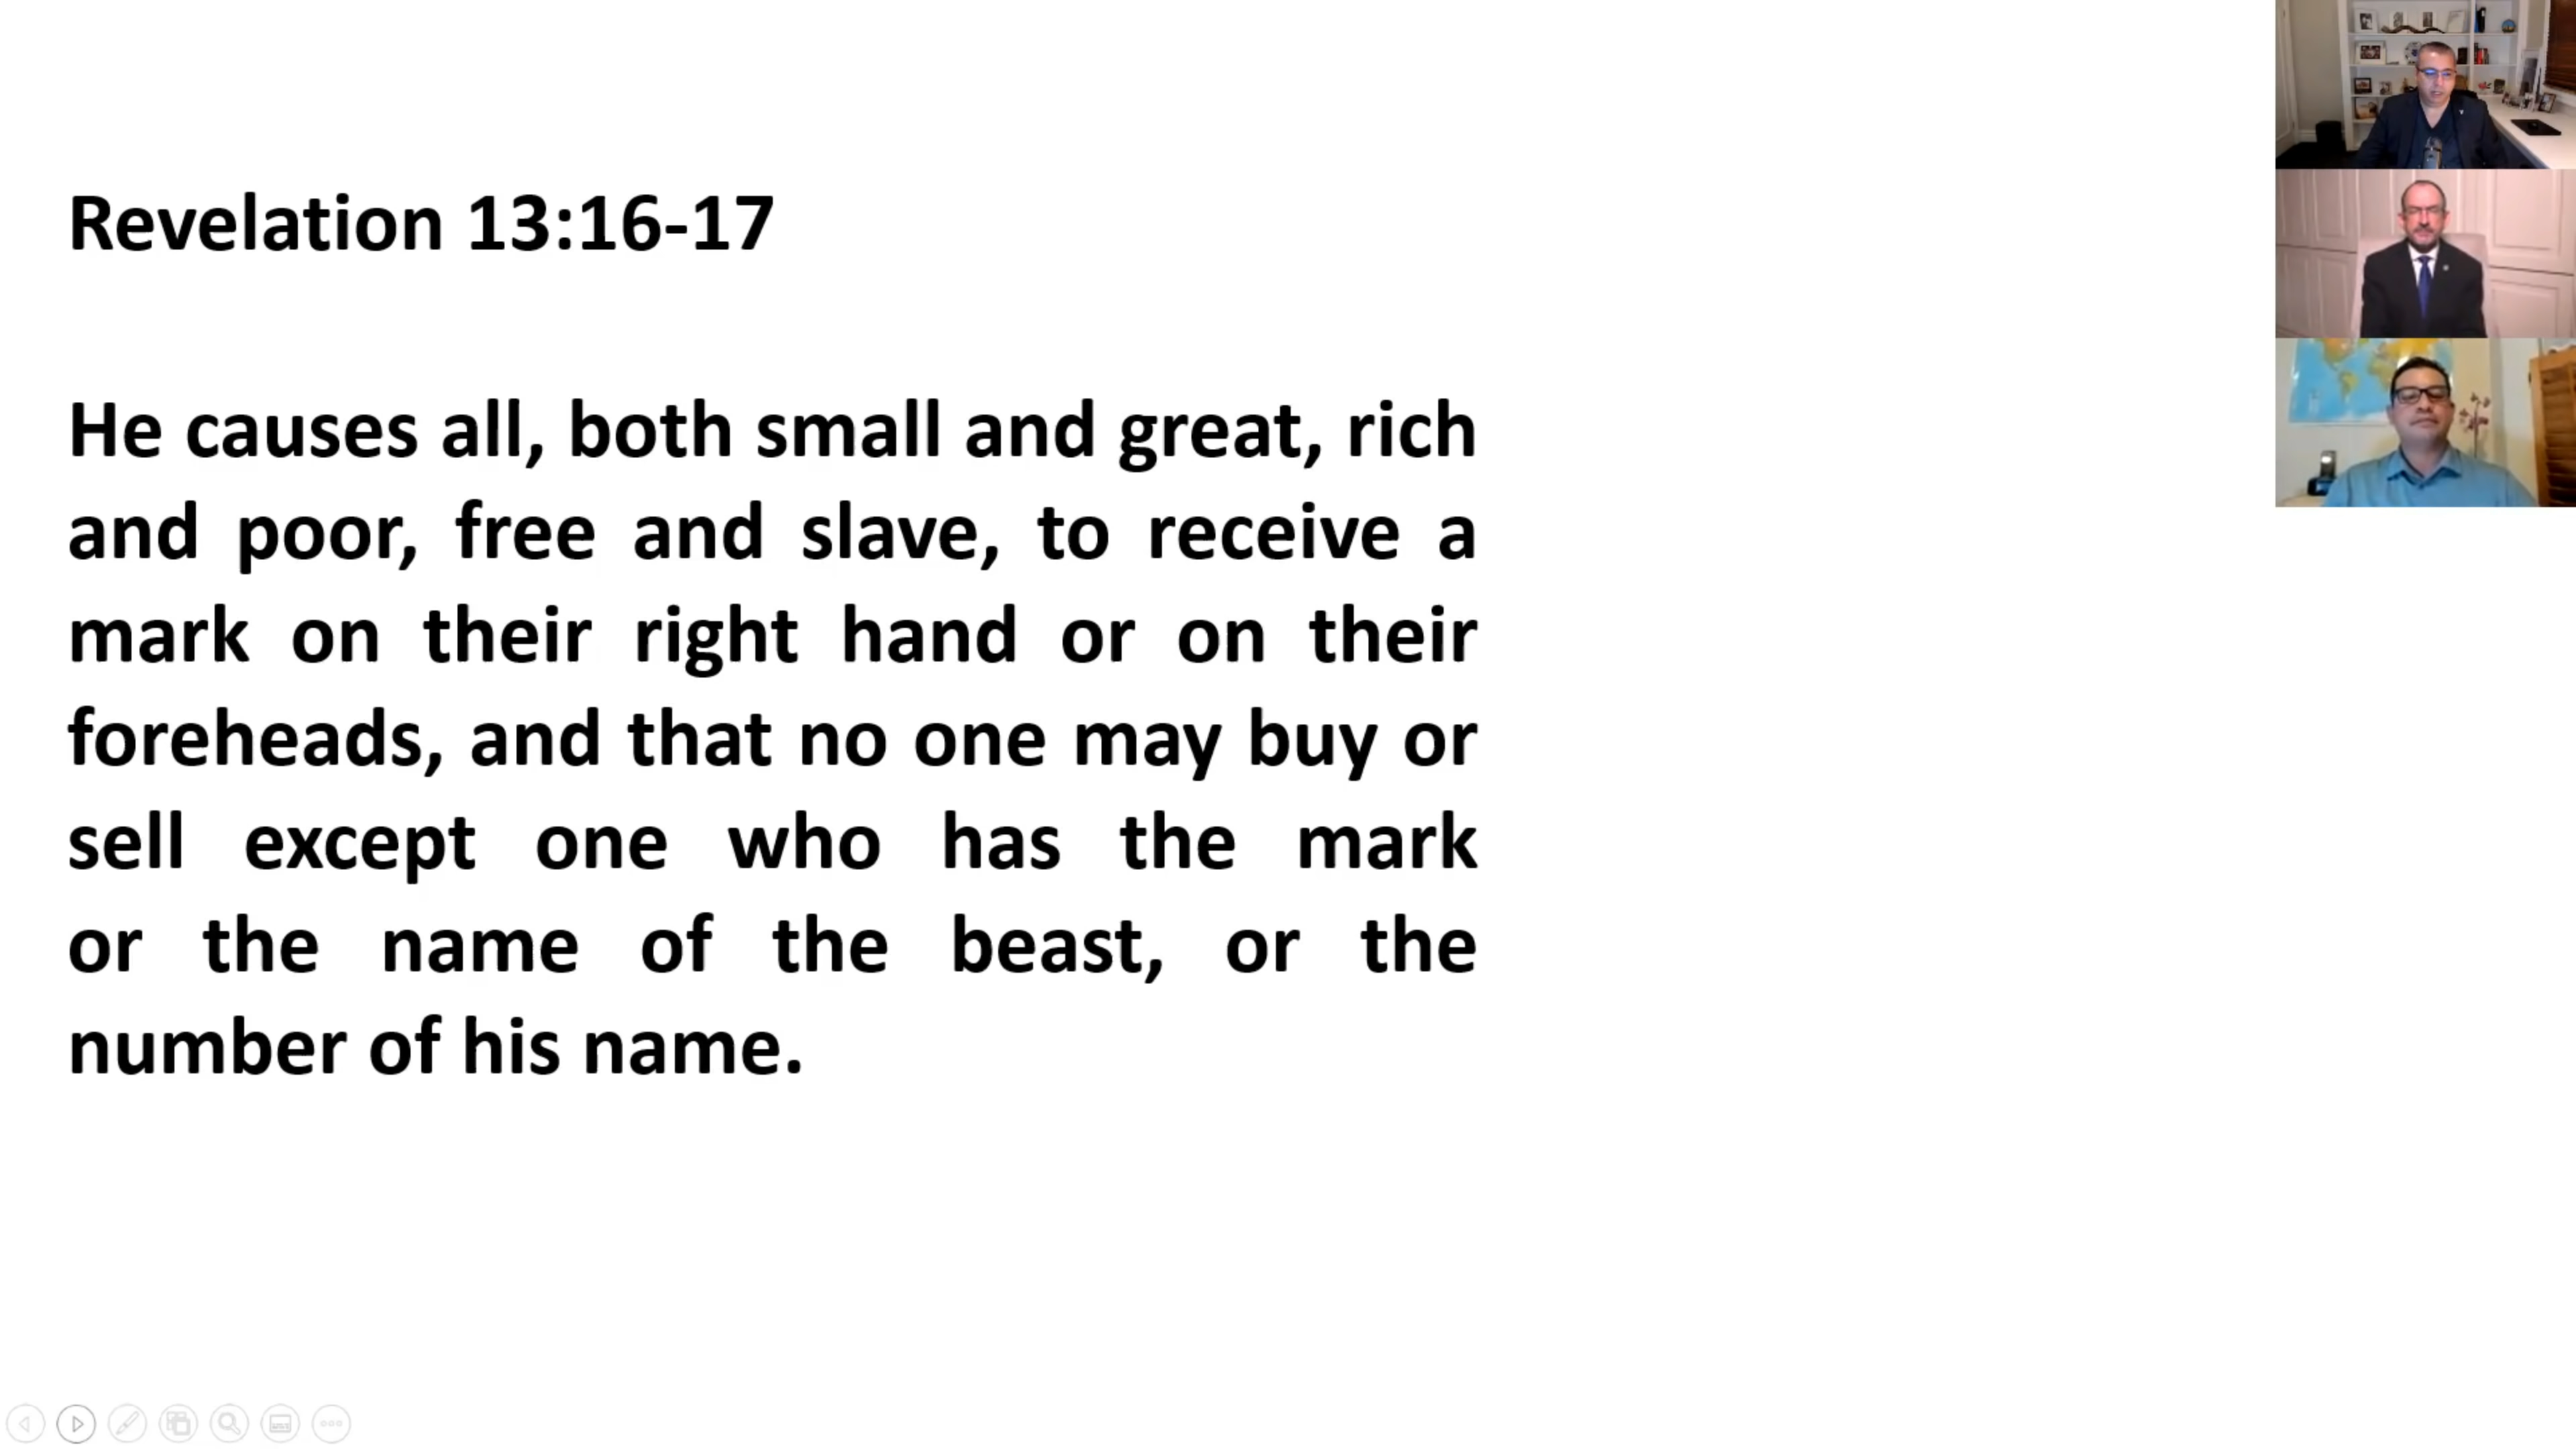 Revelation 13:16-17
He causes all, both small and great, rich
and poor, free and slave, to receive a
mark on their right hand or on their
foreheads, and that no one may buy or
sell except one who has the mark
or the name of the beast, or the
number of his name.